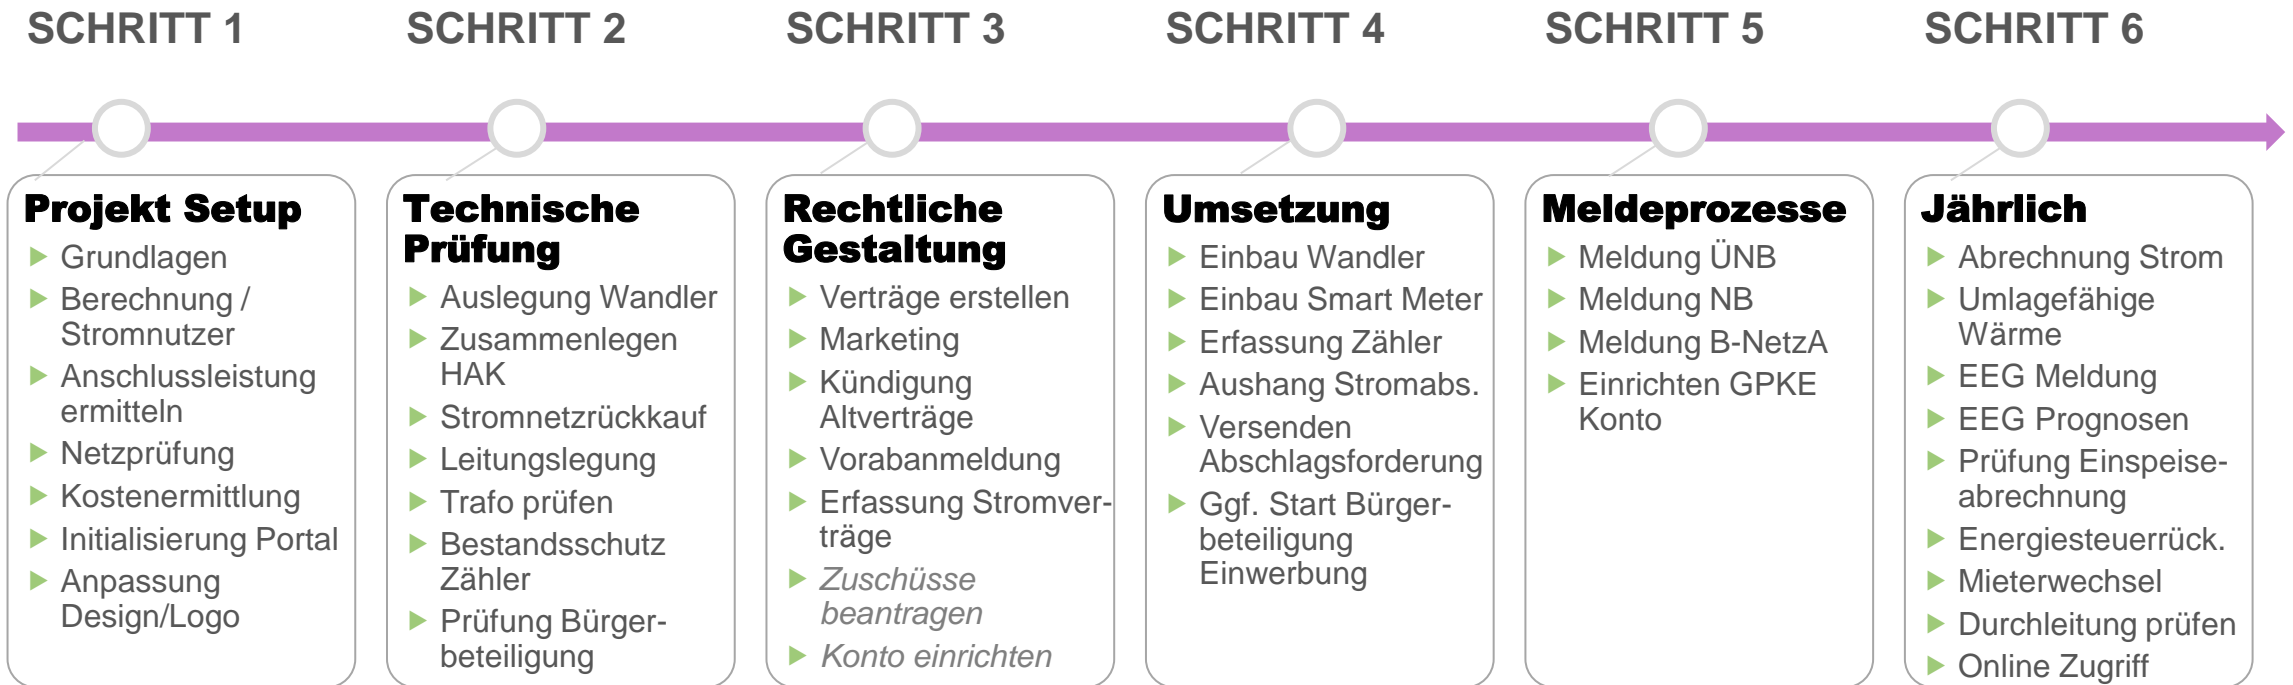 SCHRITT 1
SCHRITT 2
SCHRITT 3
SCHRITT 4
SCHRITT 5
SCHRITT 6
Projekt Setup
Grundlagen
Berechnung /
Stromnutzer
Anschlussleistung
ermitteln
Netzprüfung
Kostenermittlung
Initialisierung Portal
Anpassung
Design/Logo
Technische
Prüfung
Auslegung Wandler
Zusammenlegen
HAK
Stromnetzrückkauf
Leitungslegung
Trafo prüfen
Bestandsschutz
Zähler
Prüfung Bürger-
beteiligung
Rechtliche
Gestaltung
Verträge erstellen
Marketing
Kündigung
Altverträge
Vorabanmeldung
Erfassung Stromver-
träge
Zuschüsse
beantragen
Konto einrichten
Umsetzung
Einbau Wandler
Einbau Smart Meter
Erfassung Zähler
Aushang Stromabs.
Versenden
Abschlagsforderung
Ggf. Start Bürger-
beteiligung
Einwerbung
Meldeprozesse
Meldung ÜNB
Meldung NB
Meldung B-NetzA
Einrichten GPKE
Konto
Jährlich
Abrechnung Strom
Umlagefähige
Wärme
EEG Meldung
EEG Prognosen
Prüfung Einspeise-
abrechnung
Energiesteuerrück.
Mieterwechsel
Durchleitung prüfen
Online Zugriff